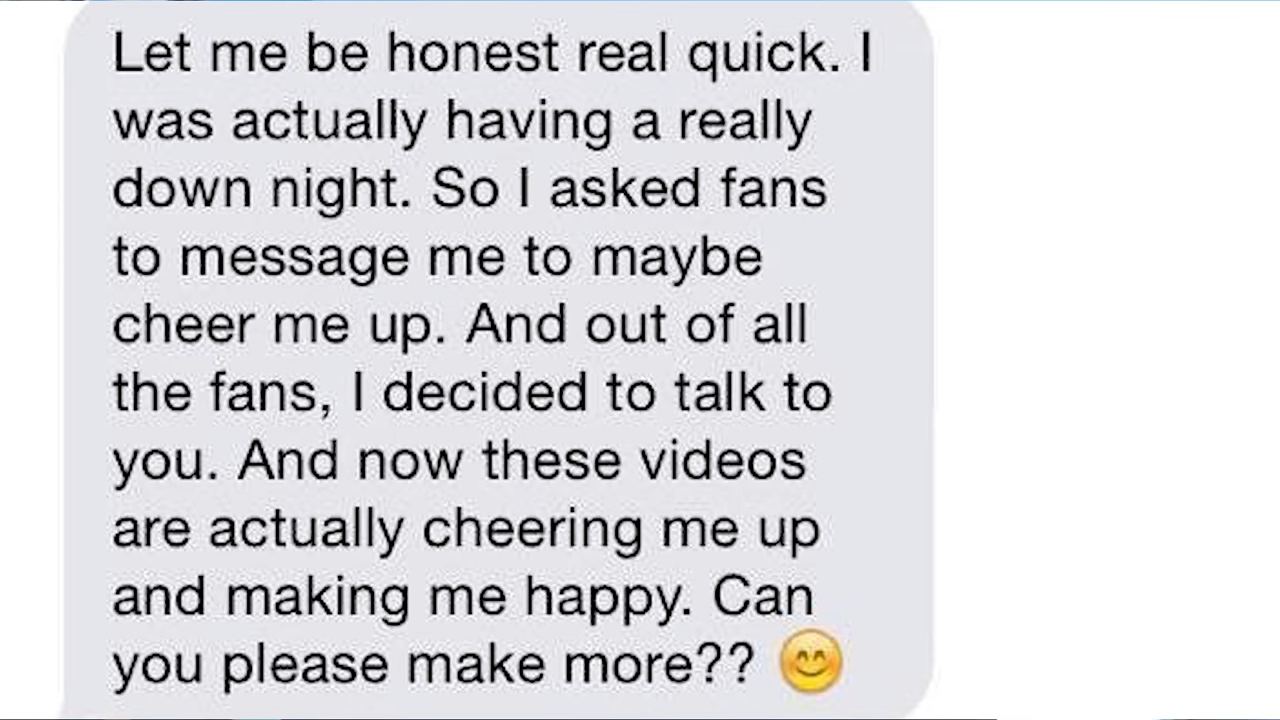 Let me be honest real quick. I
was actually having a really
down night. So I asked fans
to message me to maybe
cheer me up. And out of all
the fans, I decided to talk to
you. And now these videos
are actually cheering me up
and making me happy. Can
you please make more?? 😊